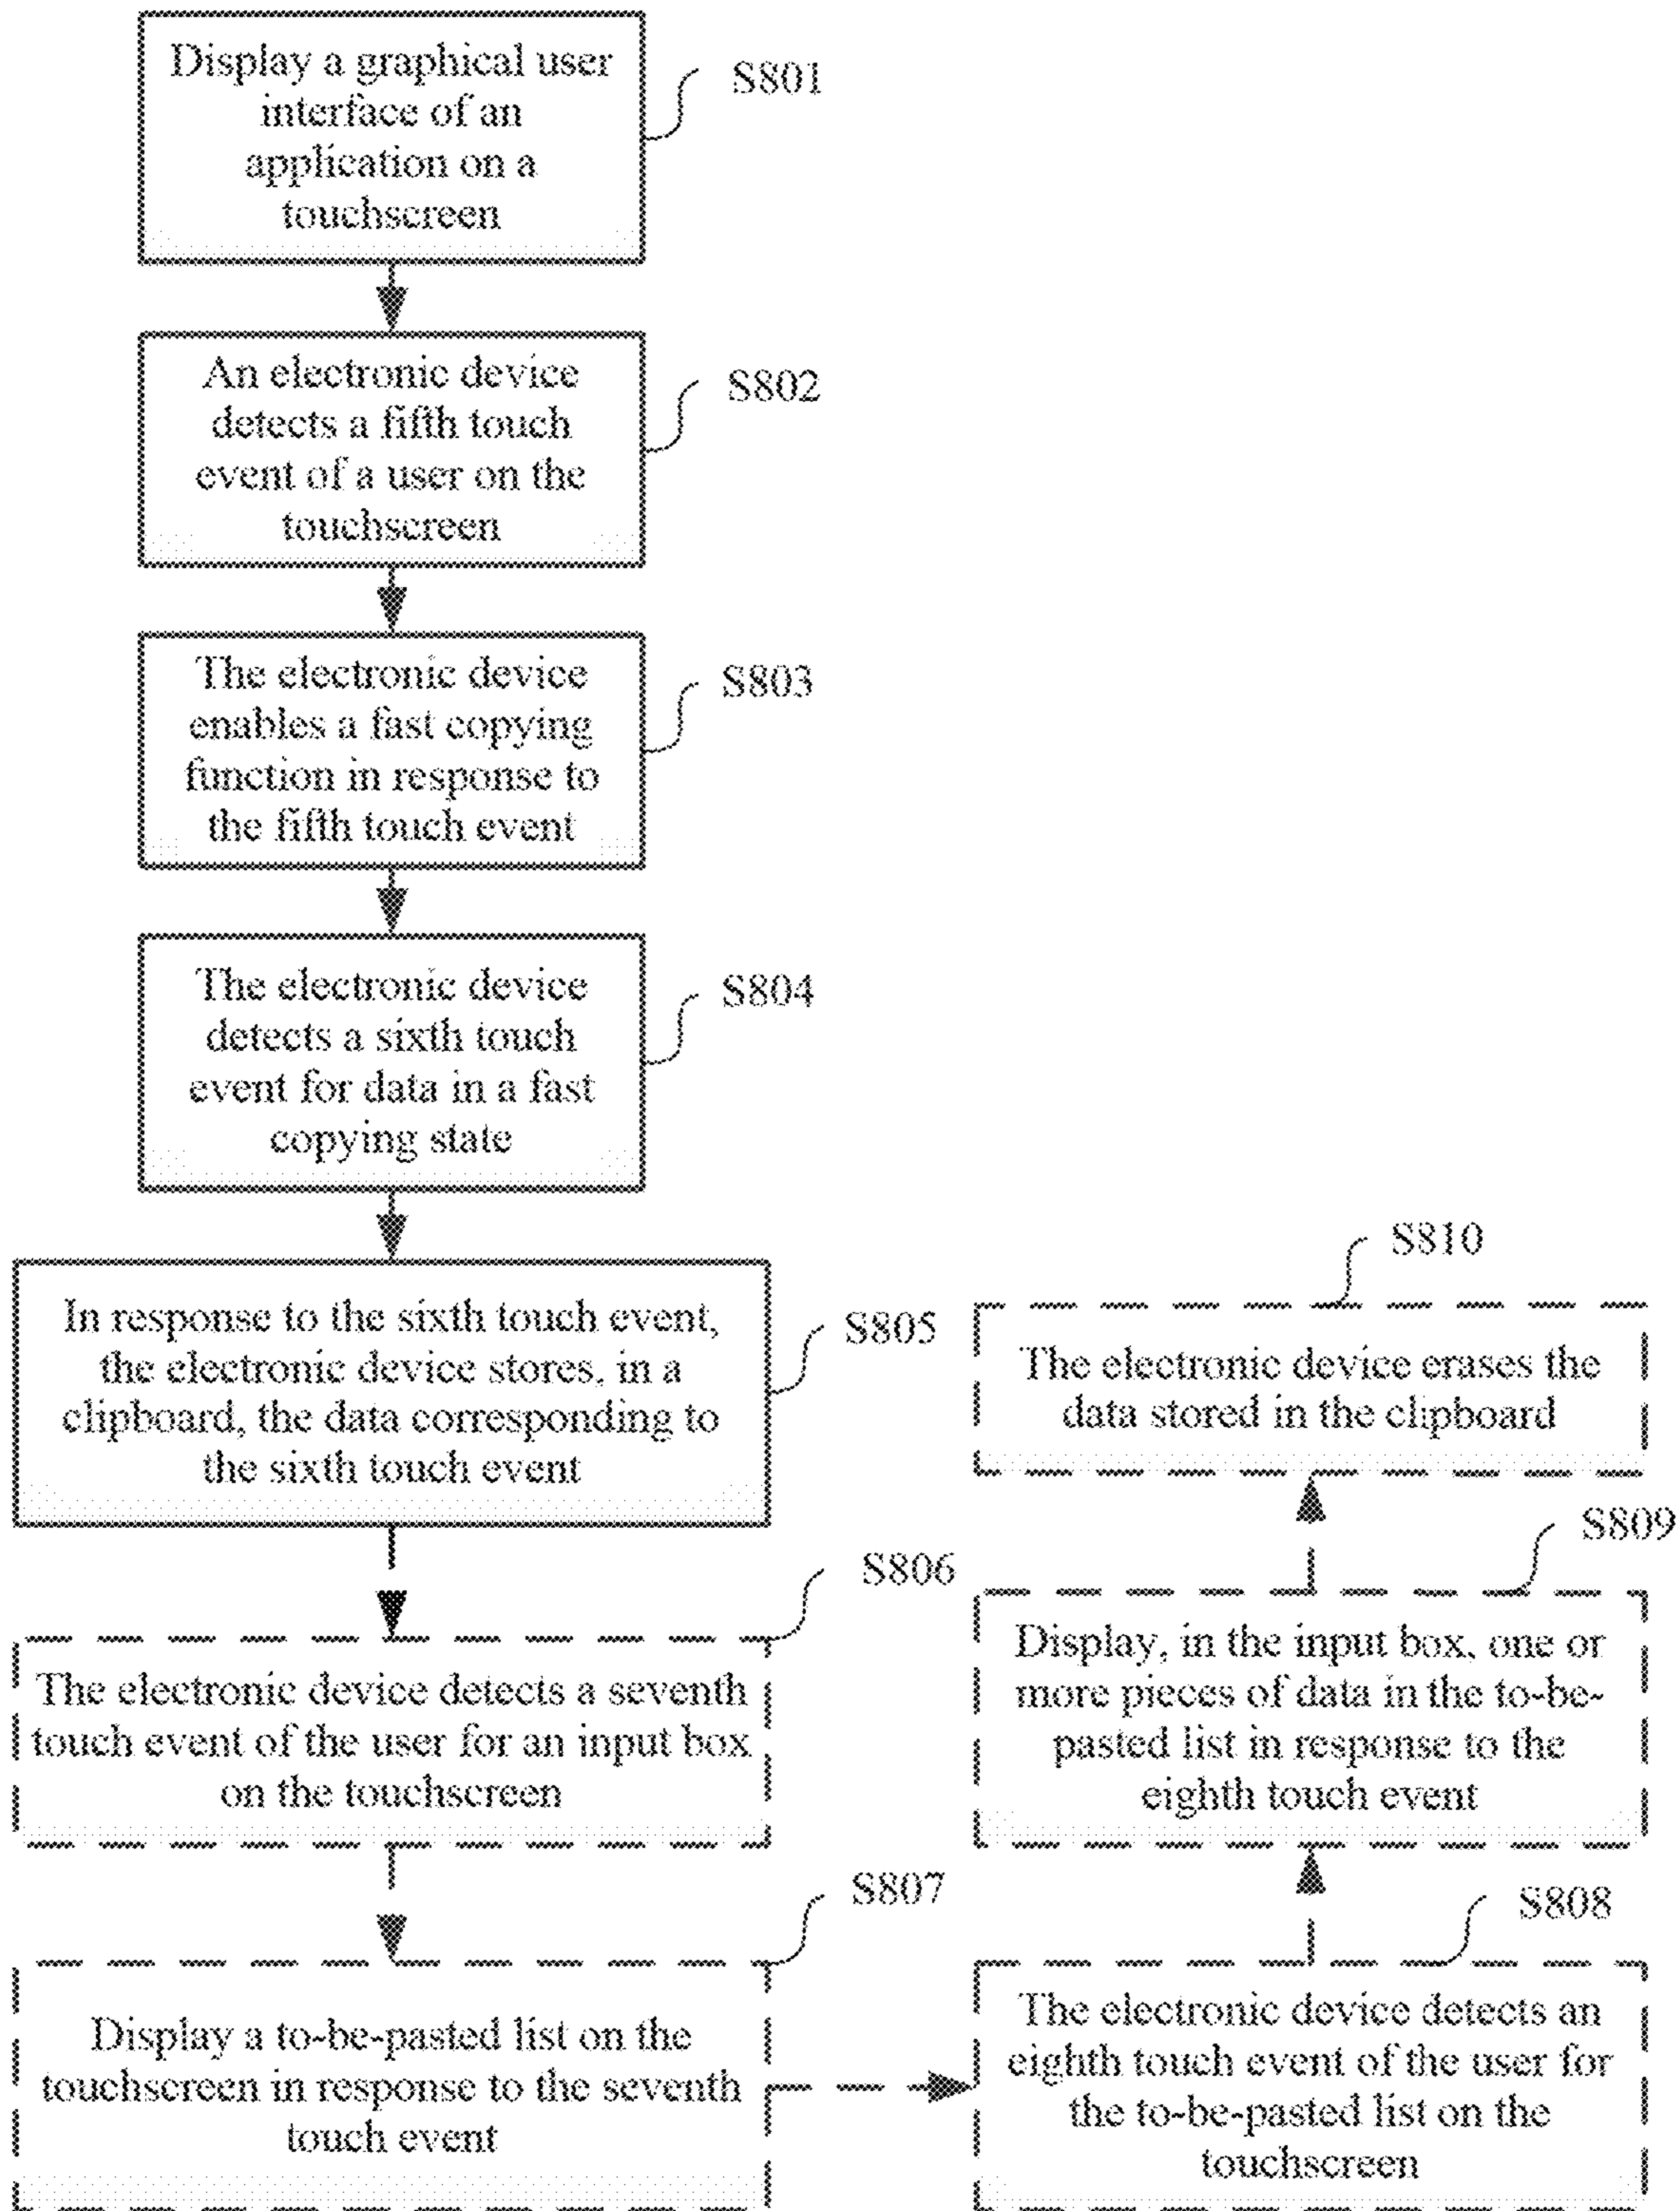 Display a graphical user
interface of an
application on a
touchscreen
S801
An electronic device
detects a fifth touch
event of a user on the
touchscreen
S802
The electronic device
enables a fast copying
function in response to
the fifth touch event
S803
The electronic device
detects a sixth touch
event for data in a fast
copying state
S804
In response to the sixth touch event,
the electronic device stores, in a
clipboard, the data corresponding to
the sixth touch event
S805
The electronic device detects a seventh
touch event of the user for an input box
on the touchscreen
S806
Display a to-be-pasted list on the
touchscreen in response to the seventh
touch event
S807
The electronic device detects an
eighth touch event of the user for
the to-be-pasted list on the
touchscreen
S808
Display, in the input box, one or
more pieces of data in the to-be-
pasted list in response to the
eighth touch event
S809
The electronic device erases the
data stored in the clipboard
S810